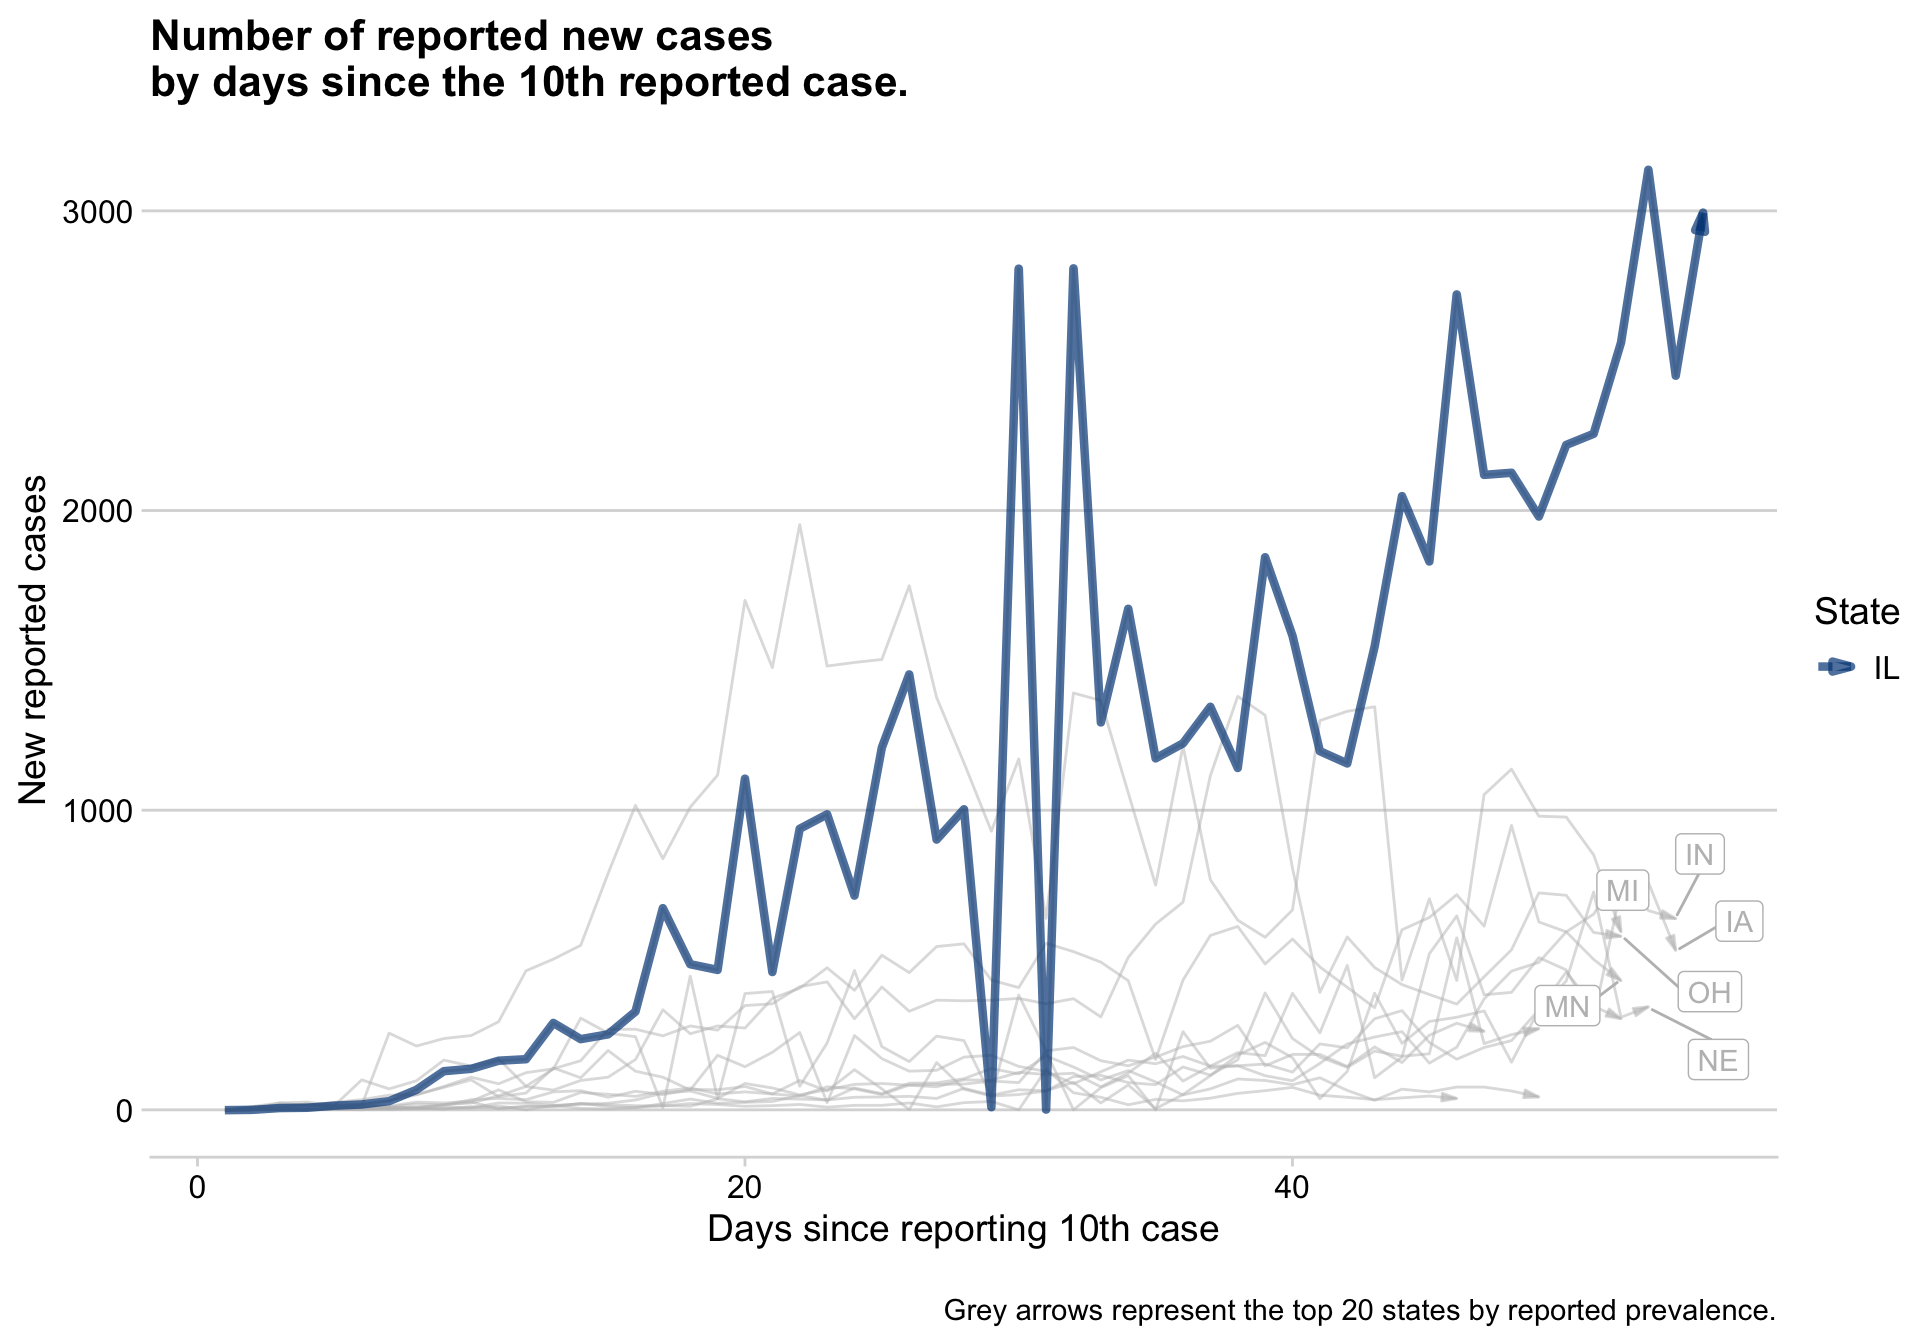 Number of reported new cases
by days since the 10th reported case.
New reported cases
3000
2000
1000
0
0
20
40
Days since reporting 10th case
IN
MI
IA
OH
MN
NE
State
IL
Grey arrows represent the top 20 states by reported prevalence.